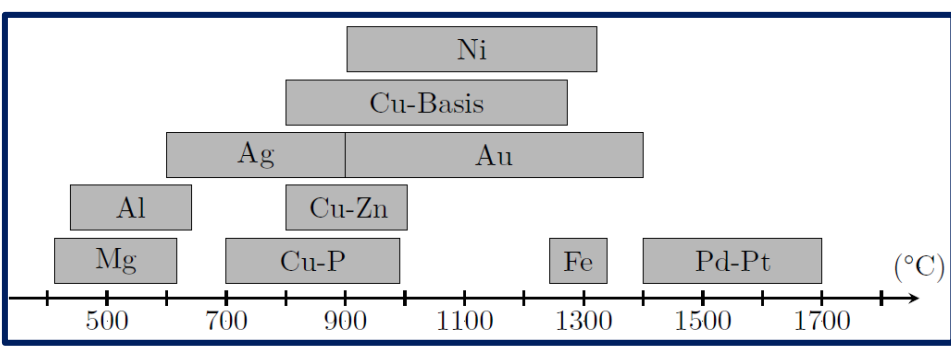 Ni
Cu-Basis
Ag Au
Al Cu-Zn
Mg Cu-P Fe Pd-Pt
(°C)
500 700 900 1100 1300 1500 1700